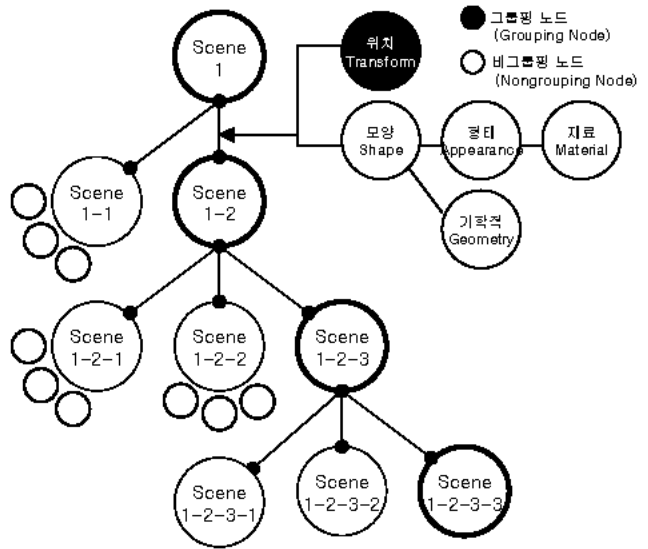 Scene
1
위치
Transform
그룹핑 노드
(Grouping Node)
비그룹핑 노드
(Nongrouping Node)
모양
Shape
형태
Appearance
재료
Material
Scene
1-1
Scene
1-2
기학적
Geometry
Scene
1-2-1
Scene
1-2-2
Scene
1-2-3
Scene
1-2-3-1
Scene
1-2-3-2
Scene
1-2-3-3